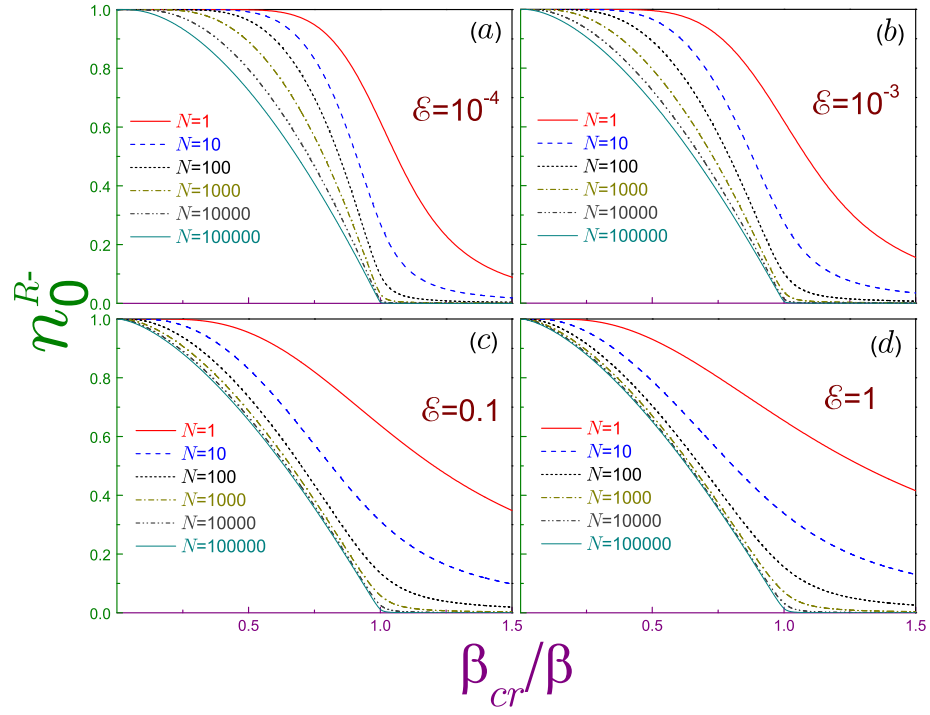 n₀ᴿ⁻
1.0
0.8
0.6
0.4
0.2
0.0
(a)
ℰ=10⁻⁴
N=1
N=10
N=100
N=1000
N=10000
N=100000
(b)
ℰ=10⁻³
N=1
N=10
N=100
N=1000
N=10000
N=100000
1.0
0.8
0.6
0.4
0.2
0.0
(c)
ℰ=0.1
N=1
N=10
N=100
N=1000
N=10000
N=100000
0.5 1.0 1.5
(d)
ℰ=1
N=1
N=10
N=100
N=1000
N=10000
N=100000
0.5 1.0 1.5
β_cr/β